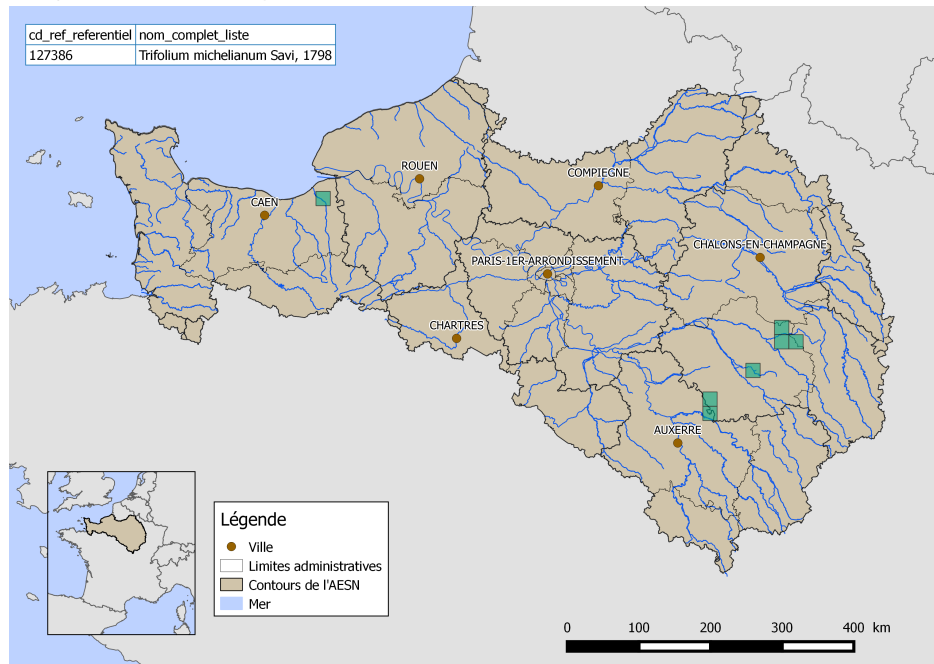 cd_ref_referentiel nom_complet_liste
127386 Trifolium michelianum Savi, 1798
ROUEN
COMPIEGNE
CAEN
CHALONS-EN-CHAMPAGNE
PARIS-1ER-ARRONDISSEMENT
CHARTRES
AUXERRE
Légende
Ville
Limites administratives
Contours de l'AESN
Mer
0 100 200 300 400 km